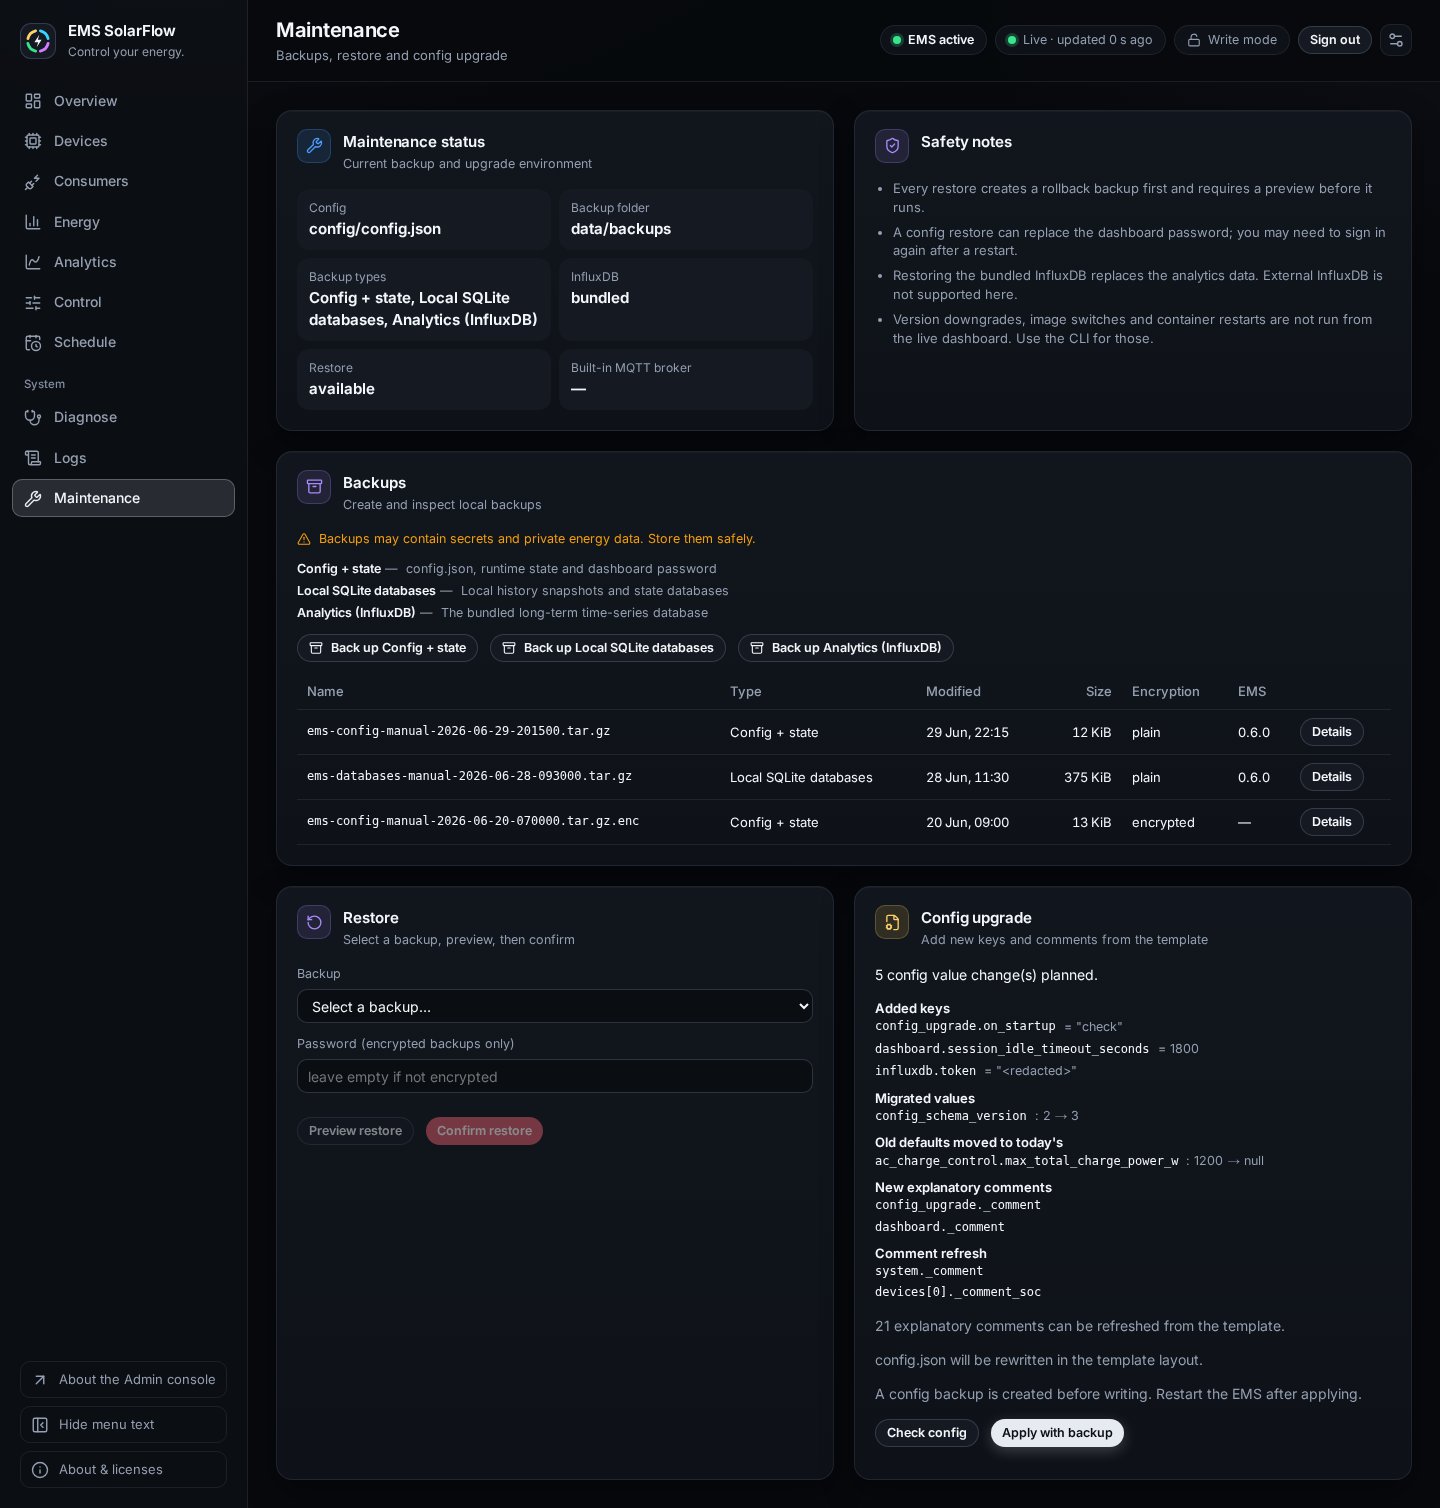 EMS SolarFlow
Control your energy.
Overview
Devices
Consumers
Energy
Analytics
Control
Schedule
System
Diagnose
Logs
Maintenance
About the Admin console
Hide menu text
About & licenses
Maintenance
Backups, restore and config upgrade
EMS active
Live · updated 0 s ago
Write mode
Sign out
Maintenance status
Current backup and upgrade environment
Config
config/config.json
Backup folder
data/backups
Backup types
Config + state, Local SQLite
databases, Analytics (InfluxDB)
InfluxDB
bundled
Restore
available
Built-in MQTT broker
—
Safety notes
• Every restore creates a rollback backup first and requires a preview before it
runs.
• A config restore can replace the dashboard password; you may need to sign in
again after a restart.
• Restoring the bundled InfluxDB replaces the analytics data. External InfluxDB is
not supported here.
• Version downgrades, image switches and container restarts are not run from
the live dashboard. Use the CLI for those.
Backups
Create and inspect local backups
Backups may contain secrets and private energy data. Store them safely.
Config + state — config.json, runtime state and dashboard password
Local SQLite databases — Local history snapshots and state databases
Analytics (InfluxDB) — The bundled long-term time-series database
Back up Config + state Back up Local SQLite databases Back up Analytics (InfluxDB)
Name Type Modified Size Encryption EMS
ems-config-manual-2026-06-29-201500.tar.gz Config + state 29 Jun, 22:15 12 KiB plain 0.6.0 Details
ems-databases-manual-2026-06-28-093000.tar.gz Local SQLite databases 28 Jun, 11:30 375 KiB plain 0.6.0 Details
ems-config-manual-2026-06-20-070000.tar.gz.enc Config + state 20 Jun, 09:00 13 KiB encrypted — Details
Restore
Select a backup, preview, then confirm
Backup
Select a backup...
Password (encrypted backups only)
leave empty if not encrypted
Preview restore Confirm restore
Config upgrade
Add new keys and comments from the template
5 config value change(s) planned.
Added keys
config_upgrade.on_startup = "check"
dashboard.session_idle_timeout_seconds = 1800
influxdb.token = "<redacted>"
Migrated values
config_schema_version : 2 → 3
Old defaults moved to today's
ac_charge_control.max_total_charge_power_w : 1200 → null
New explanatory comments
config_upgrade._comment
dashboard._comment
Comment refresh
system._comment
devices[0]._comment_soc
21 explanatory comments can be refreshed from the template.
config.json will be rewritten in the template layout.
A config backup is created before writing. Restart the EMS after applying.
Check config Apply with backup